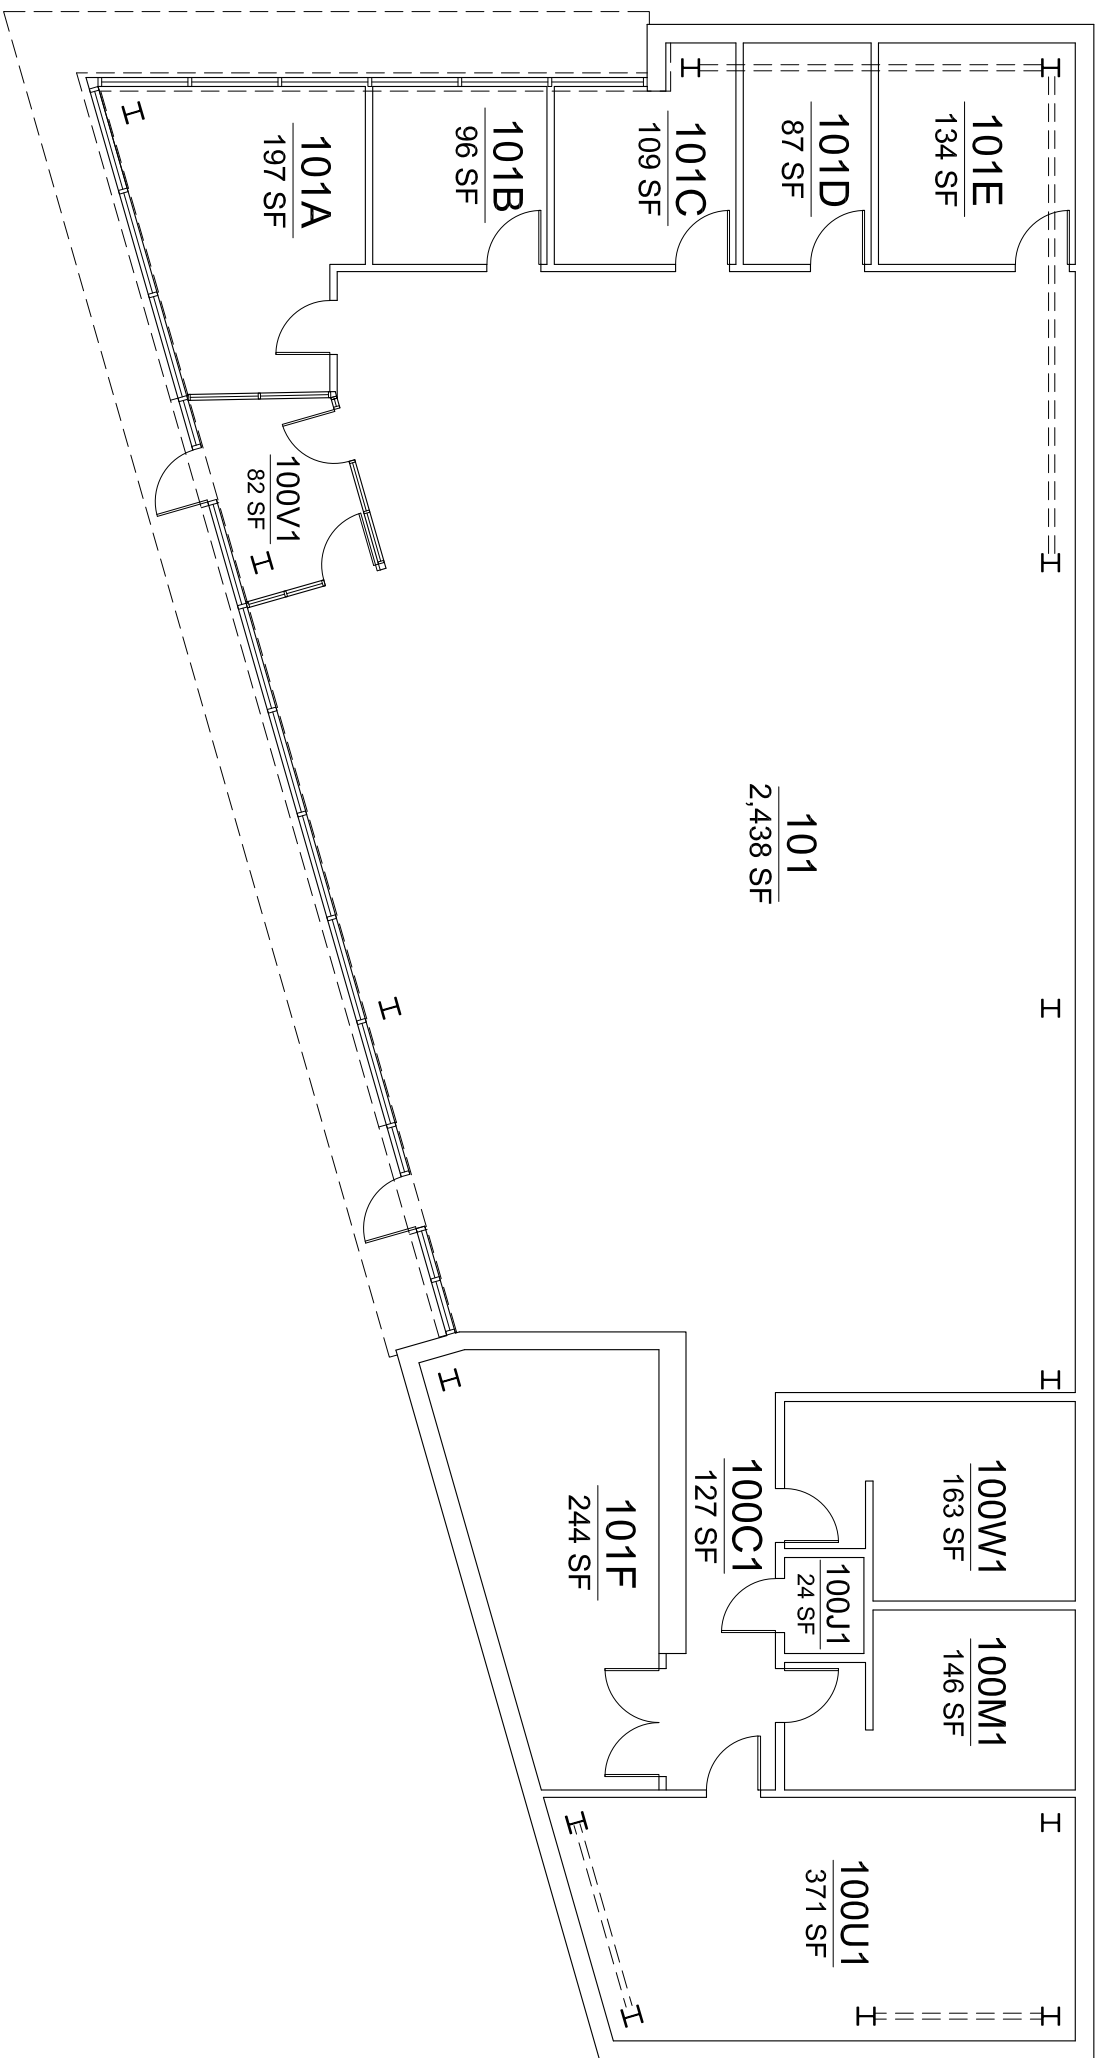 101E
134 SF
101D
87 SF
101C
109 SF
101B
96 SF
101A
197 SF
100V1
82 SF
101
2,438 SF
100W1
163 SF
100M1
146 SF
100J1
24 SF
100C1
127 SF
101F
244 SF
100U1
371 SF